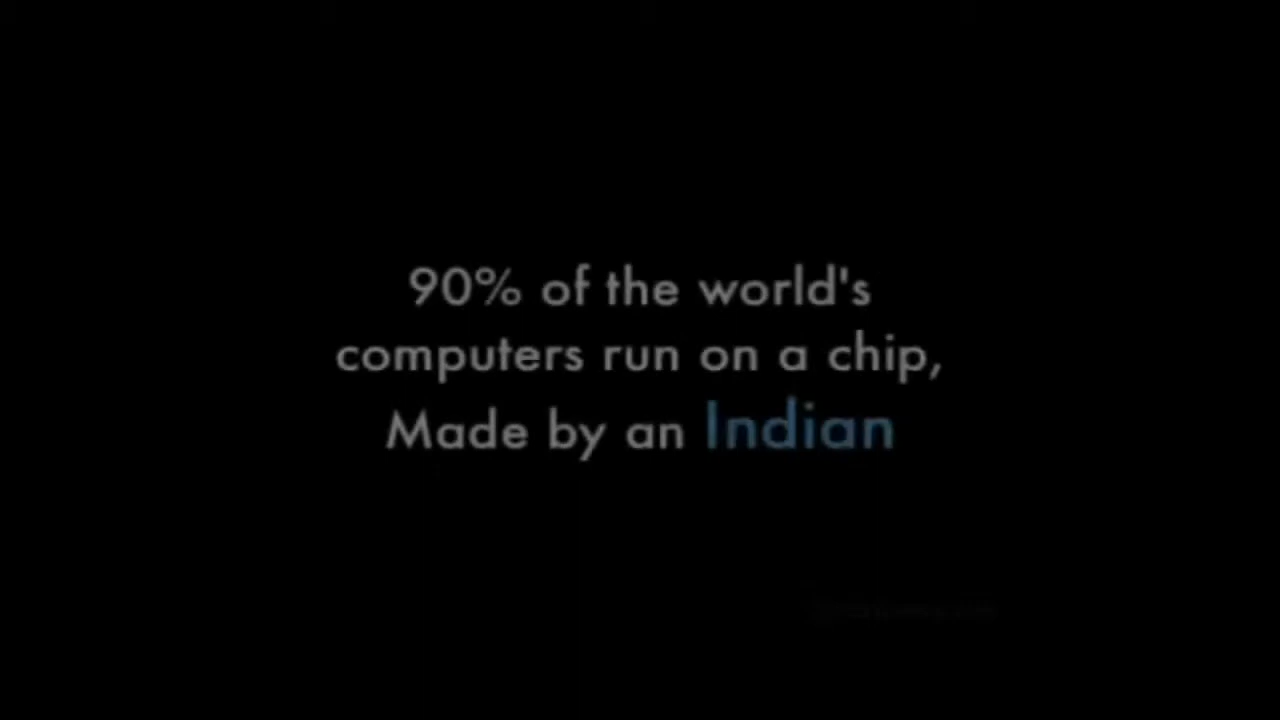 90% of the world's
computers run on a chip,
Made by an Indian